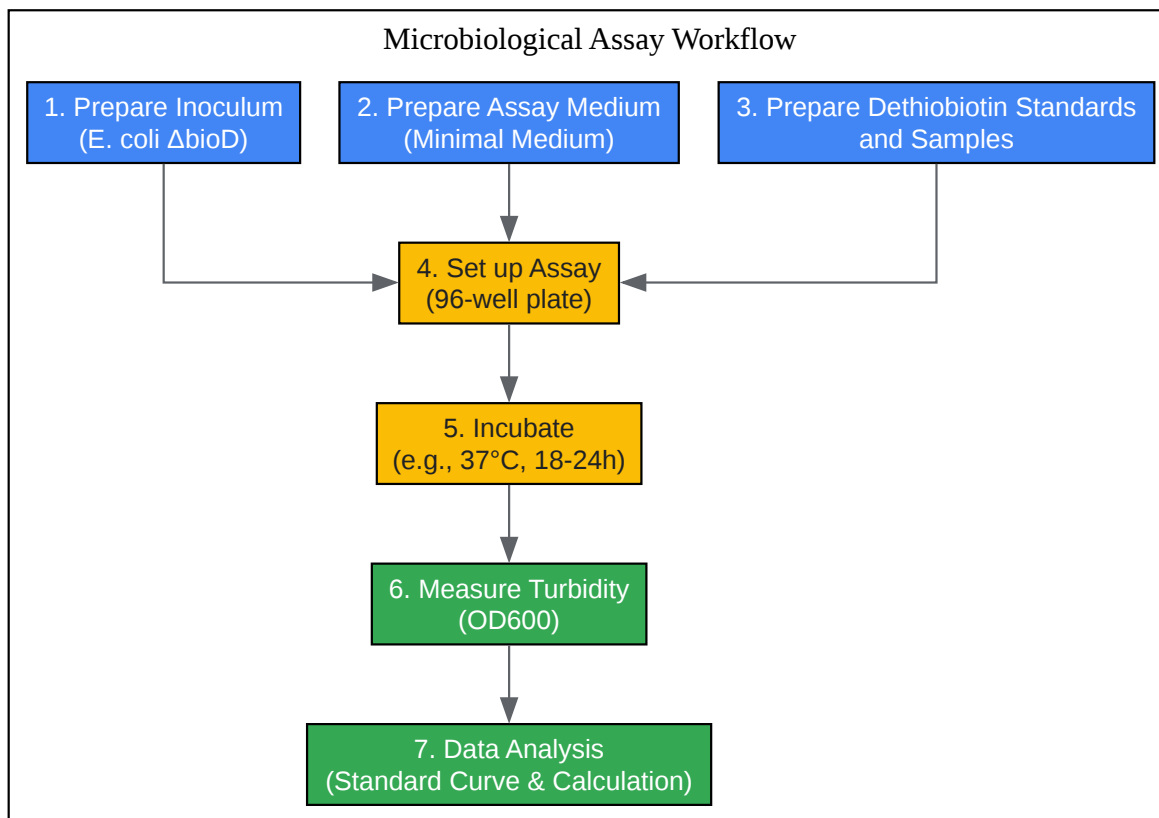 Microbiological Assay Workflow
1. Prepare Inoculum
(E. coli ΔbioD)
2. Prepare Assay Medium
(Minimal Medium)
3. Prepare Dethiobiotin Standards
and Samples
4. Set up Assay
(96-well plate)
5. Incubate
(e.g., 37°C, 18-24h)
6. Measure Turbidity
(OD600)
7. Data Analysis
(Standard Curve & Calculation)